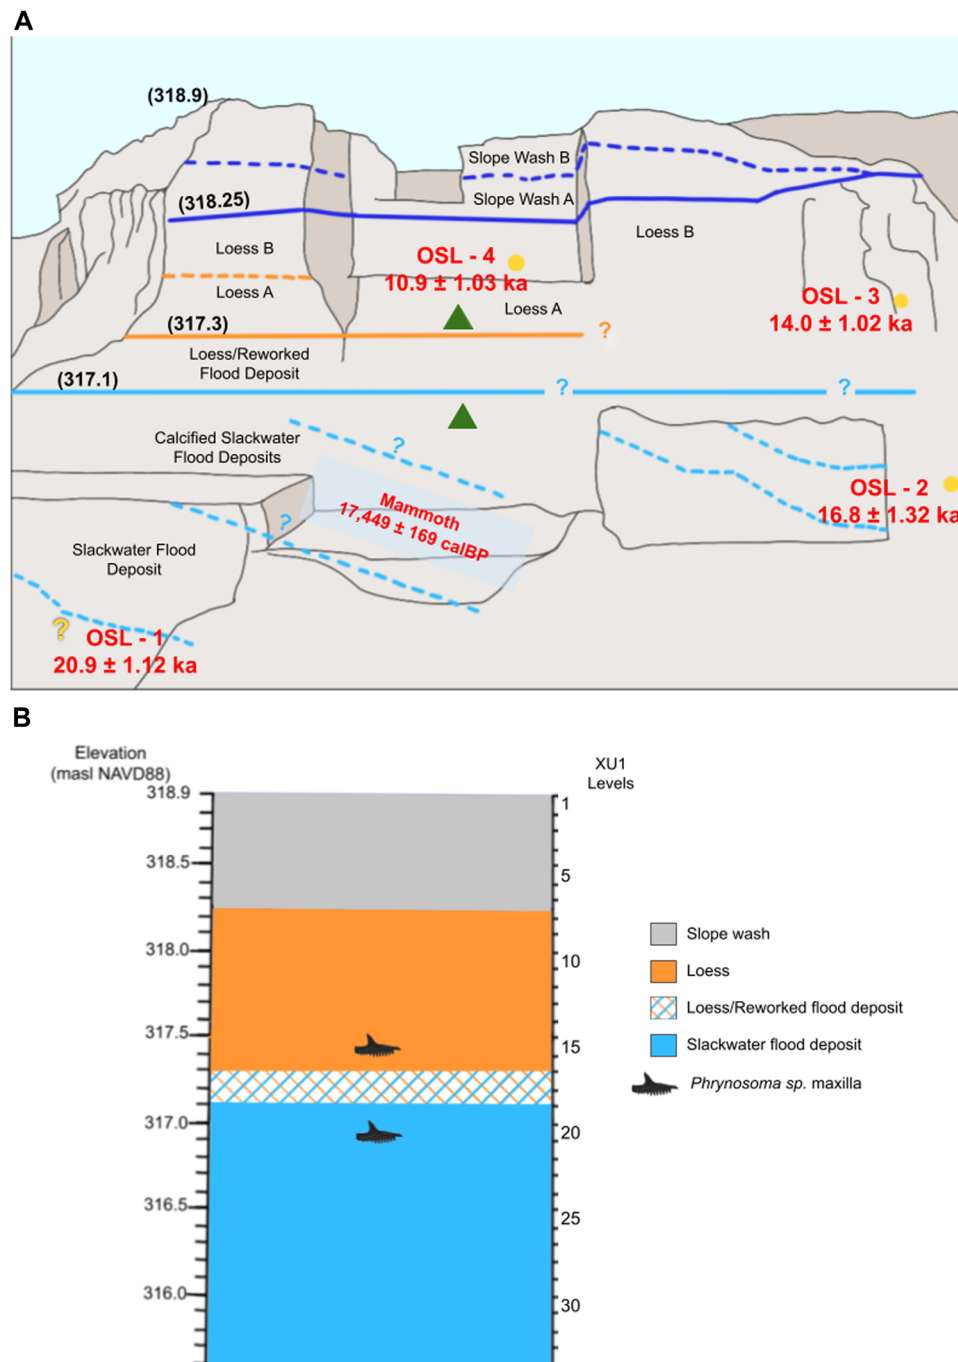 A
(318.9)
Slope Wash B
Slope Wash A
(318.25)
Loess B
Loess B
OSL - 4
10.9 ± 1.03 ka
Loess A
Loess A
OSL - 3
14.0 ± 1.02 ka
(317.3)
?
Loess/Reworked
Flood Deposit
(317.1)
?
?
Calcified Slackwater
Flood Deposits
?
Mammoth
17,449 ± 169 calBP
OSL - 2
16.8 ± 1.32 ka
?
Slackwater Flood
Deposit
?
OSL - 1
20.9 ± 1.12 ka
B
Elevation
(masl NAVD88)
XU1
Levels
318.9
1
318.5
5
318.0
10
317.5
15
317.0
20
316.5
25
316.0
30
Slope wash
Loess
Loess/Reworked flood deposit
Slackwater flood deposit
Phrynosoma sp. maxilla